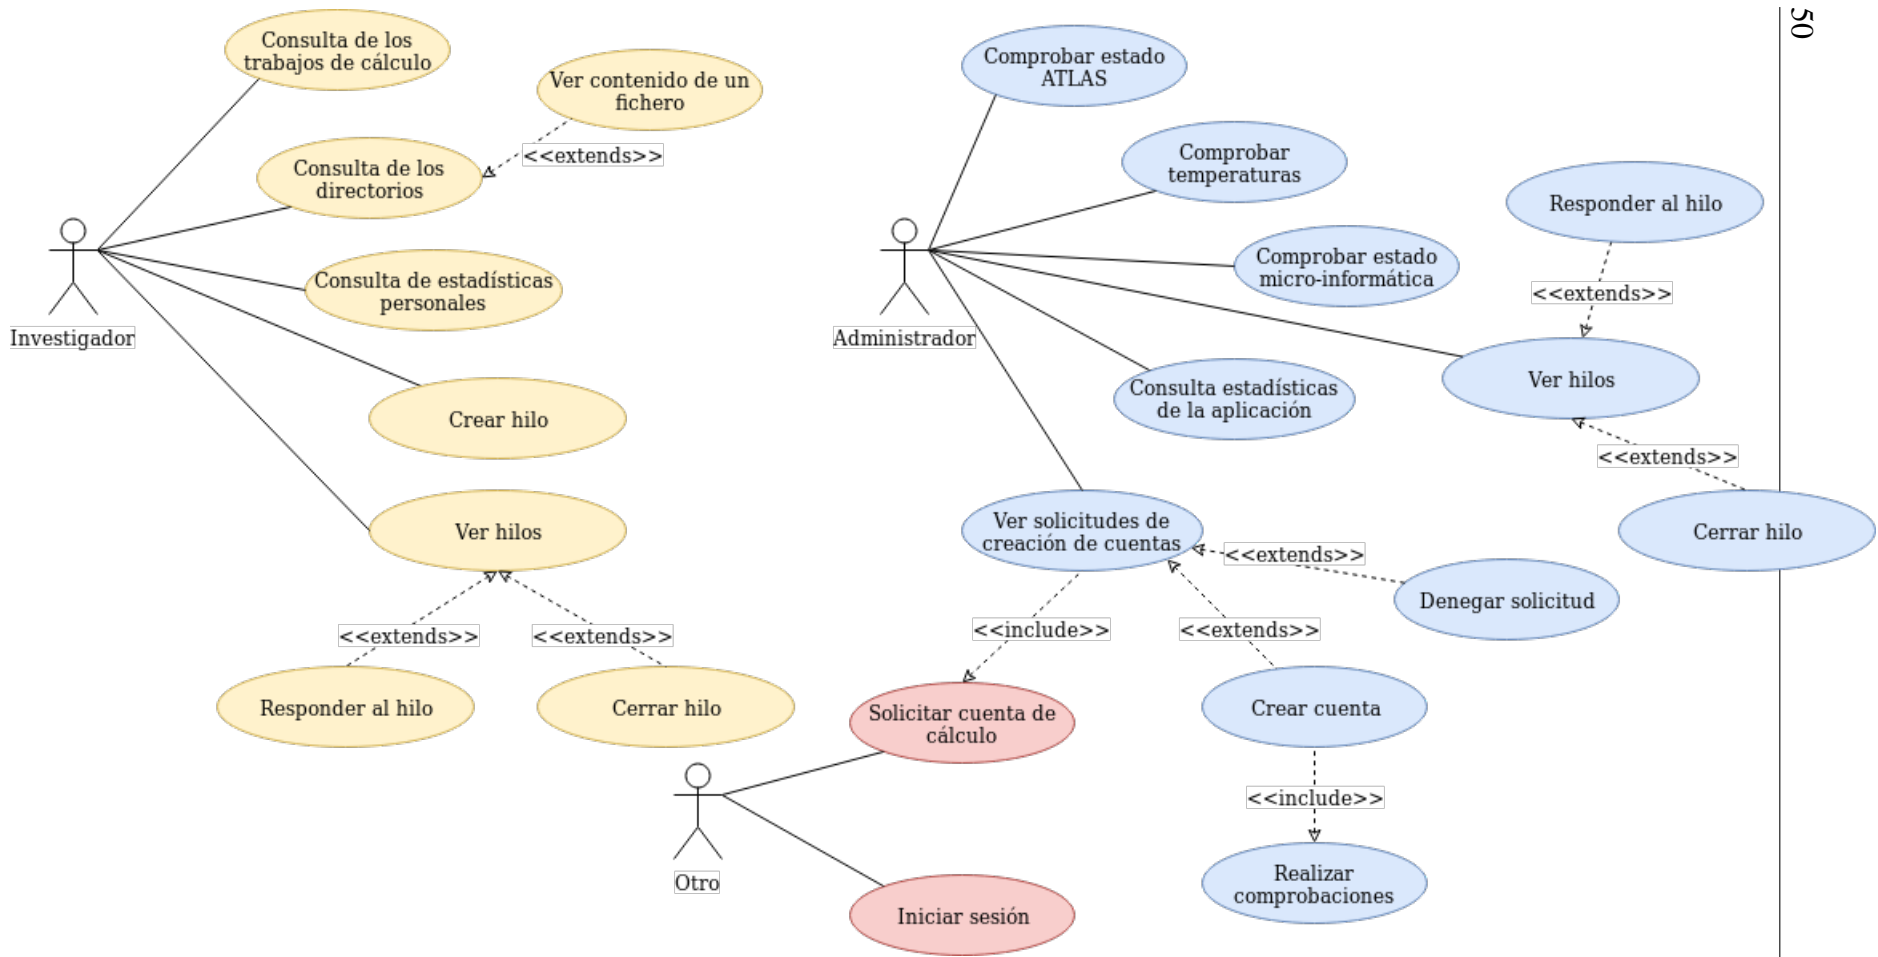 50
Consulta de los
trabajos de cálculo
Ver contenido de un
fichero
<<extends>>
Consulta de los
directorios
Consulta de estadísticas
personales
Investigador
Crear hilo
Ver hilos
<<extends>>
<<extends>>
Responder al hilo
Cerrar hilo
Comprobar estado
ATLAS
Comprobar
temperaturas
Responder al hilo
Comprobar estado
micro-informática
<<extends>>
Administrador
Ver hilos
Consulta estadísticas
de la aplicación
<<extends>>
Cerrar hilo
Ver solicitudes de
creación de cuentas
<<extends>>
Denegar solicitud
<<include>>
<<extends>>
Solicitar cuenta de
cálculo
Crear cuenta
<<include>>
Realizar
comprobaciones
Otro
Iniciar sesión